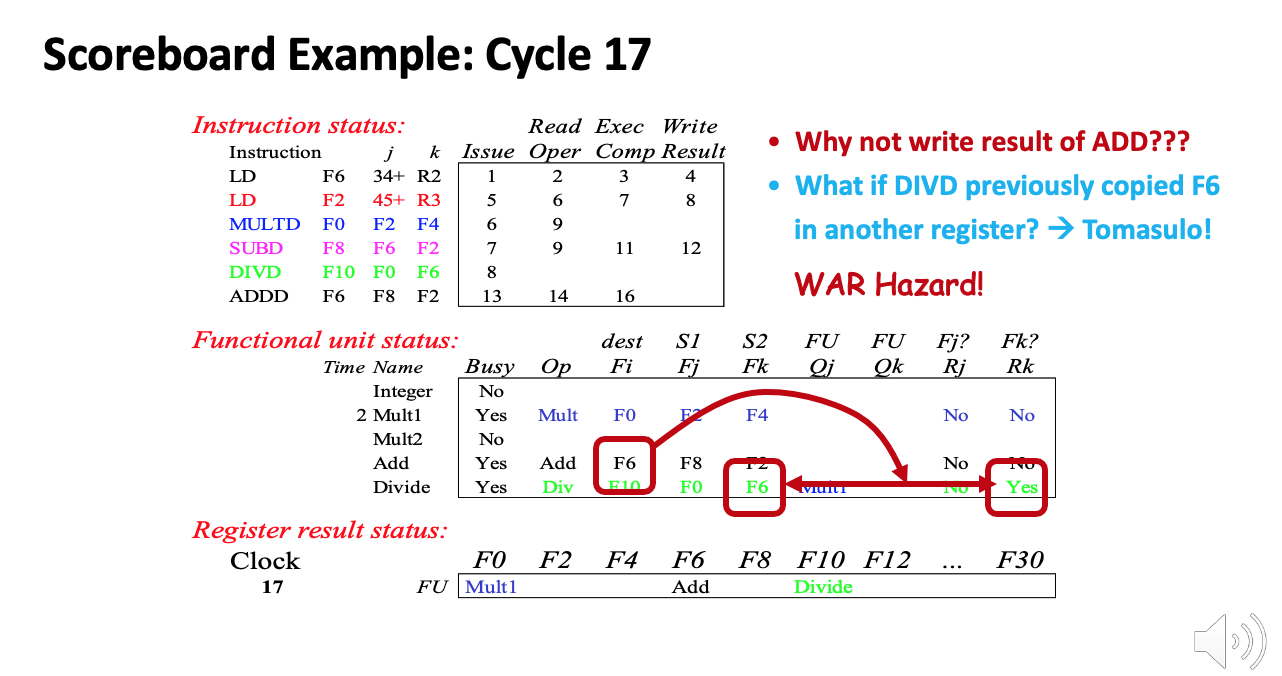 Scoreboard Example: Cycle 17
Instruction status:
Read Exec Write
Instruction j k Issue Oper Comp Result
LD F6 34+ R2 1 2 3 4
LD F2 45+ R3 5 6 7 8
MULTD F0 F2 F4 6 9
SUBD F8 F6 F2 7 9 11 12
DIVD F10 F0 F6 8
ADDD F6 F8 F2 13 14 16
• Why not write result of ADD???
• What if DIVD previously copied F6
in another register? → Tomasulo!
WAR Hazard!
Functional unit status:
dest S1 S2 FU FU Fj? Fk?
Time Name Busy Op Fi Fj Fk Qj Qk Rj Rk
Integer No
2 Mult1 Yes Mult F0 F2 F4 No No
Mult2 No
Add Yes Add F6 F8 F2 No No
Divide Yes Div F10 F0 F6 Mult1 No Yes
Register result status:
Clock F0 F2 F4 F6 F8 F10 F12 ... F30
17 FU Mult1 Add Divide